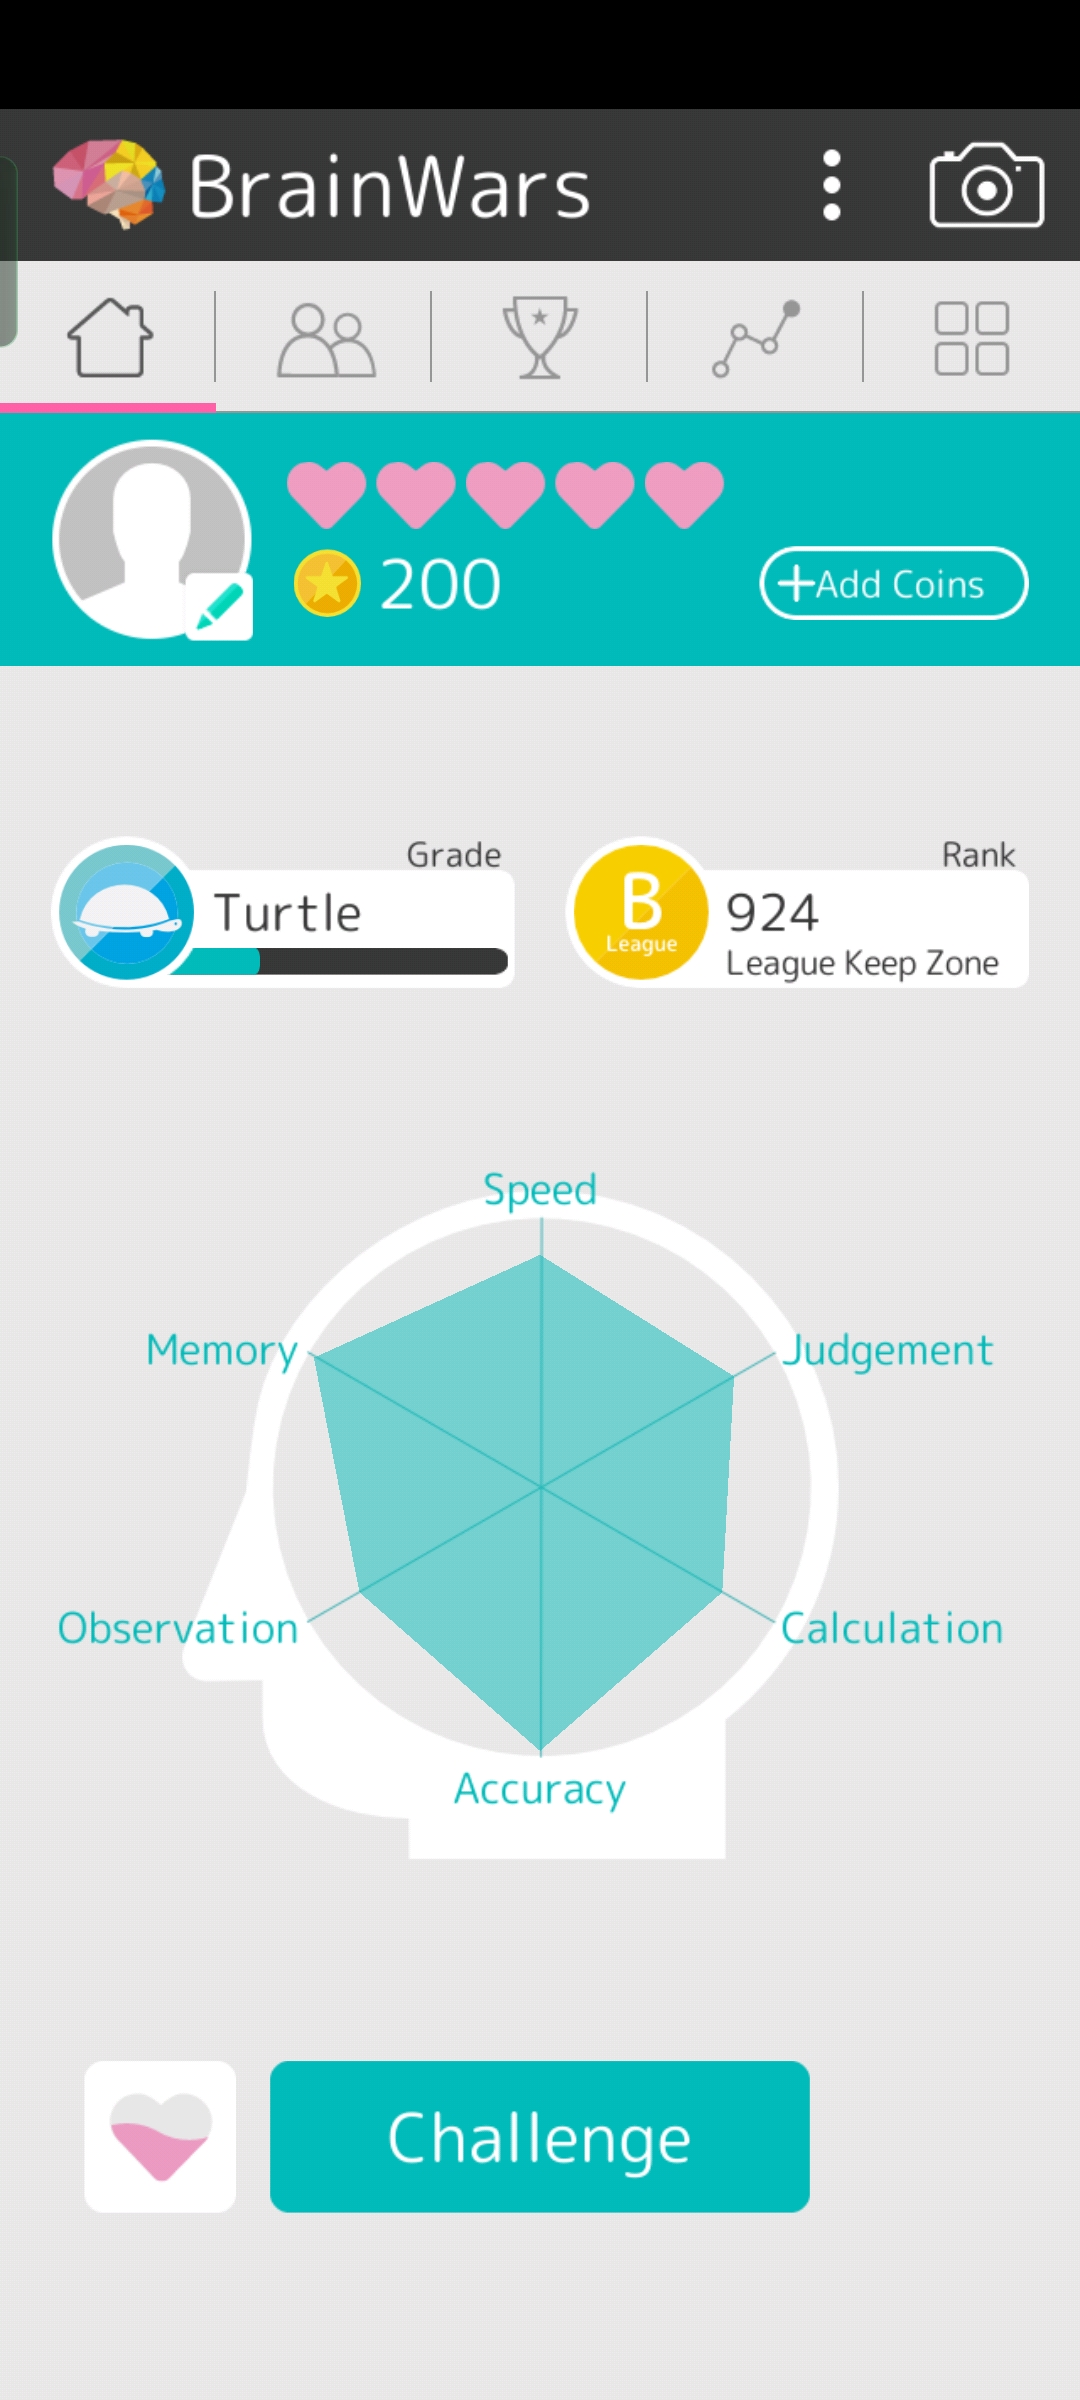 BrainWars
200
+Add Coins
Grade
Turtle
Rank
B
League
924
League Keep Zone
Speed
Memory
Judgement
Observation
Calculation
Accuracy
Challenge